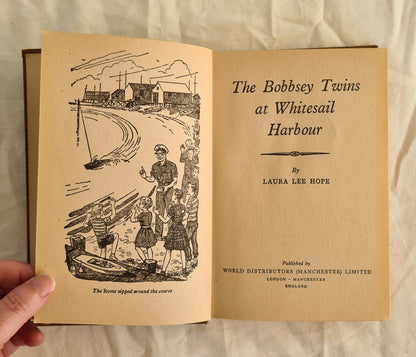 The Rover zipped around the course
The Bobbsey Twins
at Whitesail
Harbour
By
LAURA LEE HOPE
Published by
WORLD DISTRIBUTORS (MANCHESTER) LIMITED
LONDON – MANCHESTER
ENGLAND